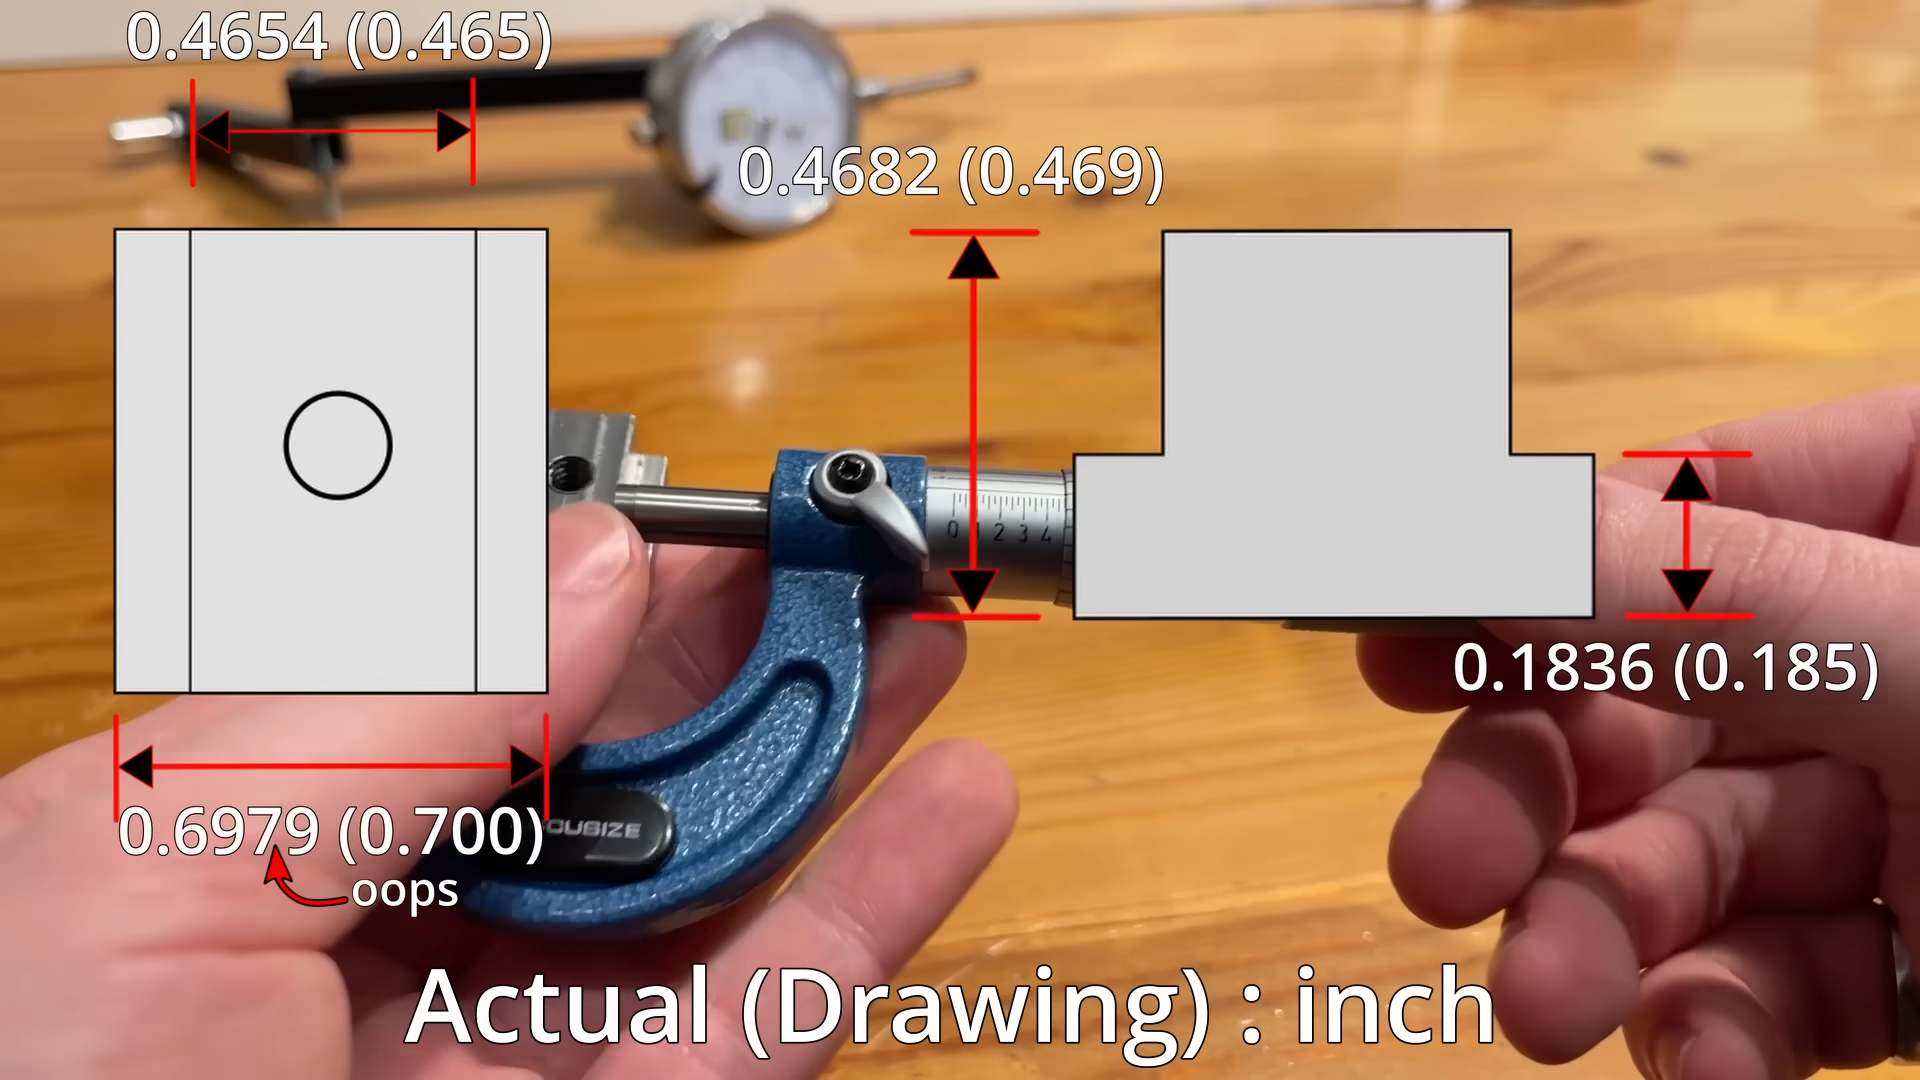 0.4654 (0.465)
0.4682 (0.469)
0 1 2 3 4
0.1836 (0.185)
0.6979 (0.700)
OUSIZE
oops
Actual (Drawing) : inch